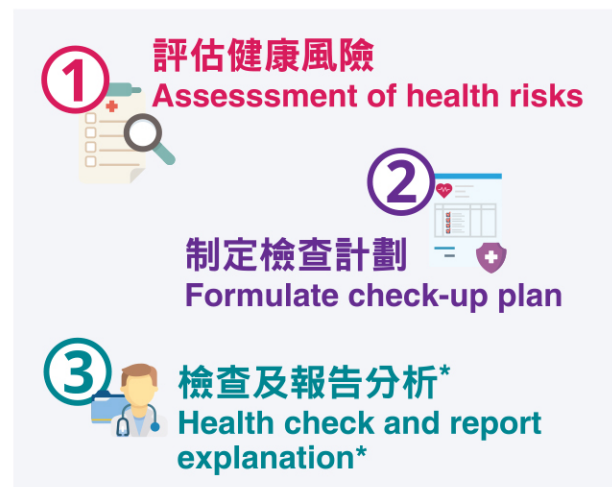 1
評估健康風險
Assesssment of health risks
2
制定檢查計劃
Formulate check-up plan
3
檢查及報告分析*
Health check and report
explanation*